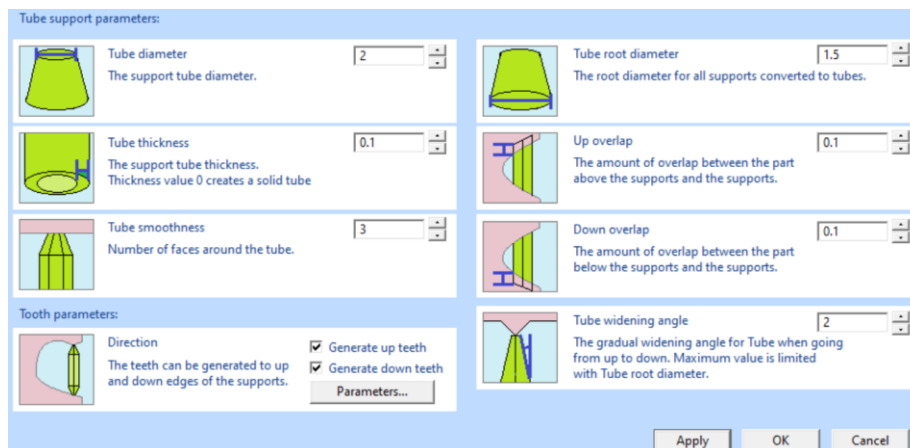 Tube support parameters:
Tube diameter
2
The support tube diameter.
Tube thickness
0.1
The support tube thickness.
Thickness value 0 creates a solid tube
Tube smoothness
3
Number of faces around the tube.
Tooth parameters:
Direction
The teeth can be generated to up
and down edges of the supports.
Generate up teeth
Generate down teeth
Parameters...
Tube root diameter
1.5
The root diameter for all supports converted to tubes.
Up overlap
0.1
The amount of overlap between the part
above the supports and the supports.
Down overlap
0.1
The amount of overlap between the part
below the supports and the supports.
Tube widening angle
2
The gradual widening angle for Tube when going
from up to down. Maximum value is limited
with Tube root diameter.
Apply
OK
Cancel